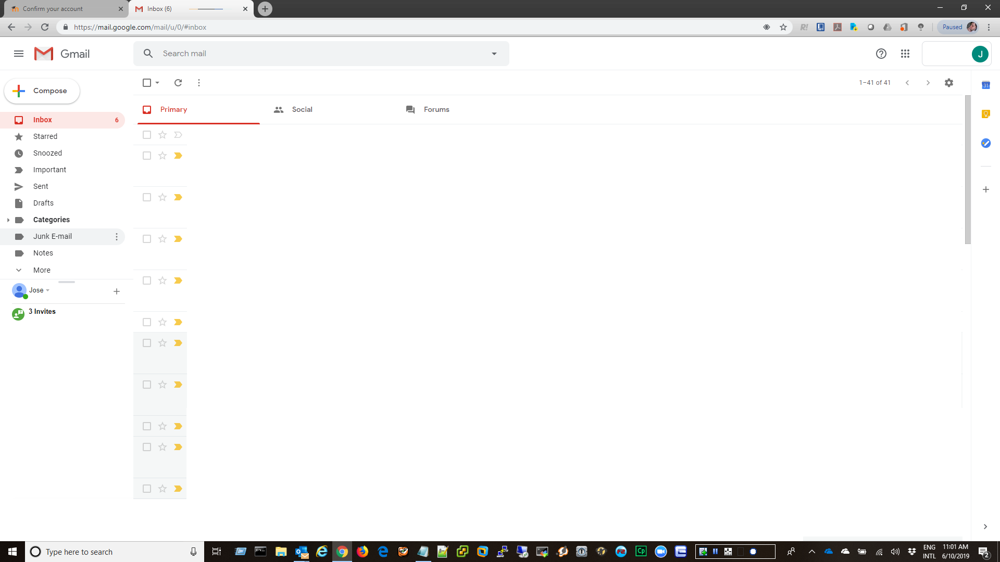 Confirm your account
Inbox (6)
https://mail.google.com/mail/u/0/#inbox
R!
Paused
Gmail
Search mail
J
Compose
1–41 of 41
31
Primary
Social
Forums
Inbox 6
Starred
Snoozed
Important
Sent
Drafts
Categories
Junk E-mail
Notes
More
Jose
3 Invites
Type here to search
Cp
ENG
INTL
11:01 AM
6/10/2019
2